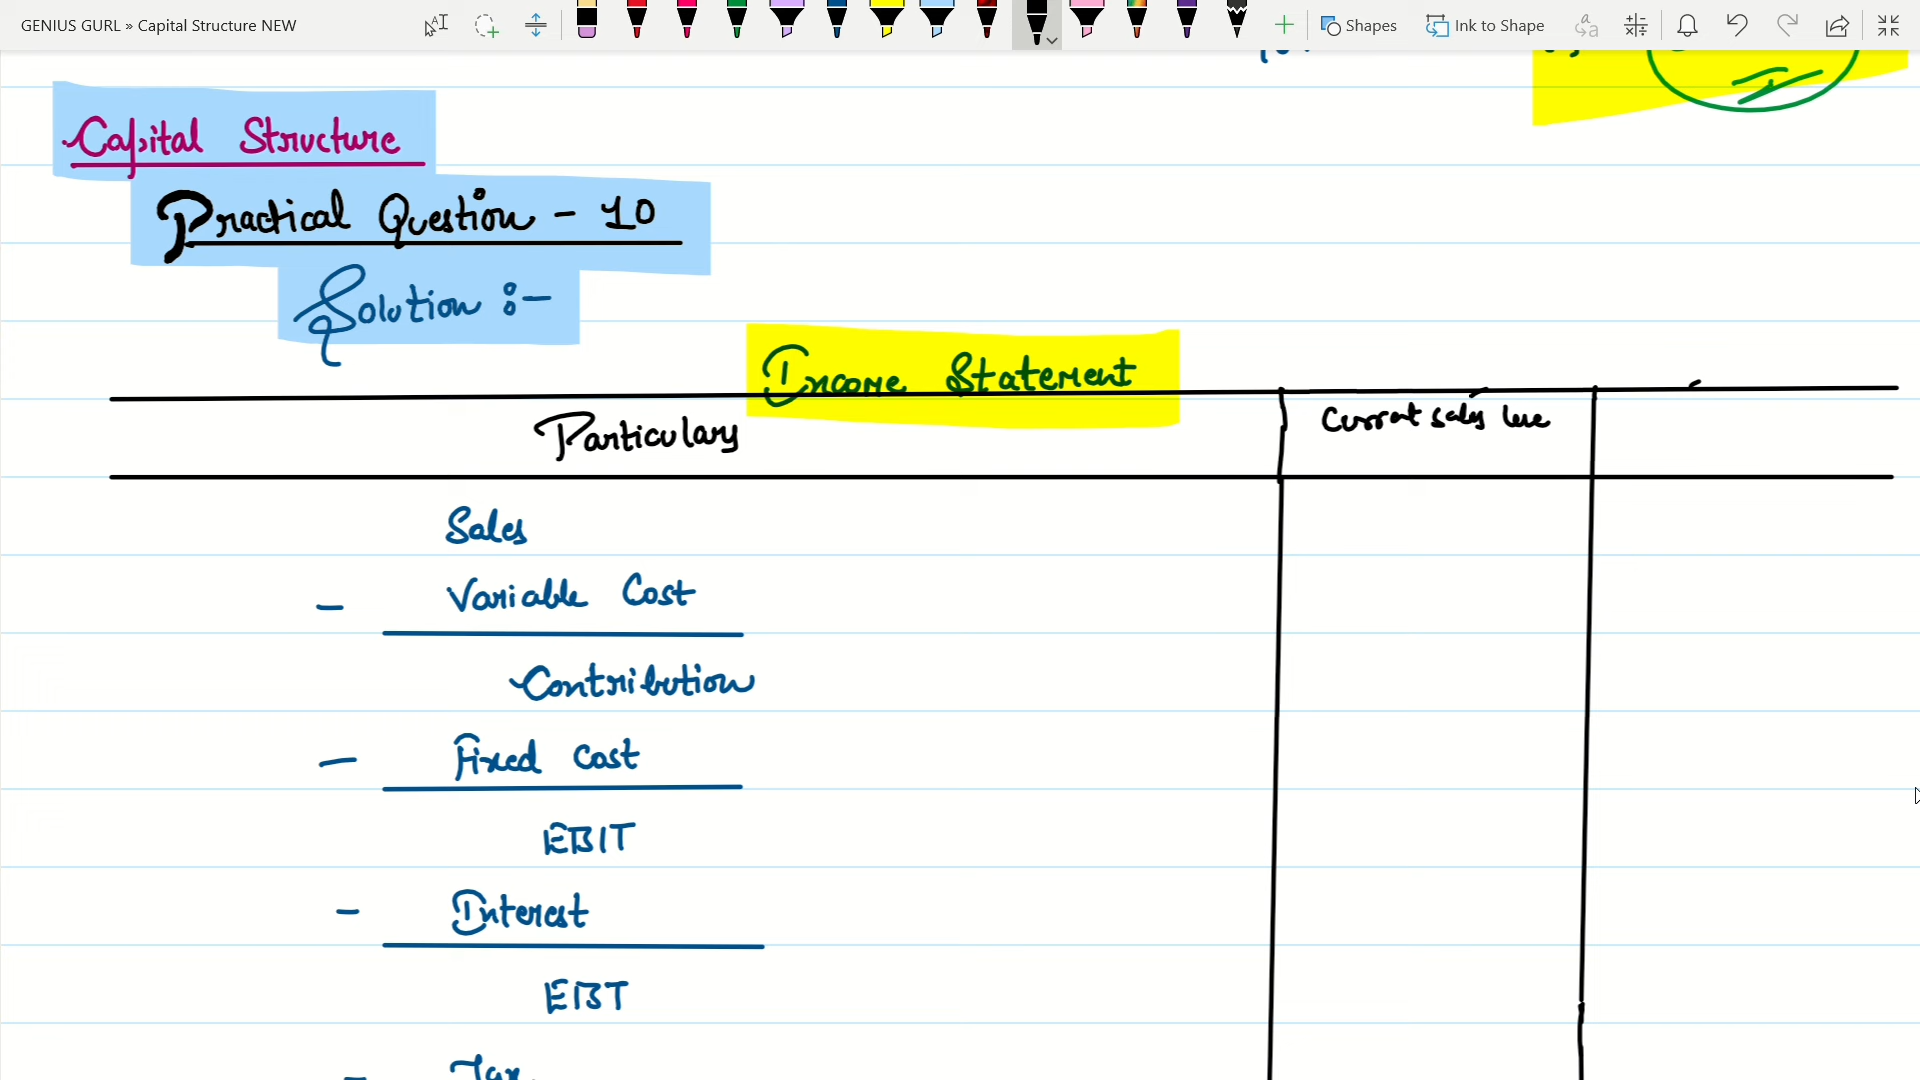 GENIUS GURL » Capital Structure NEW
Shapes
Ink to Shape
Capital Structure
Practical Question - 10
Solution :-
Income Statement
Particulars
Current sales
Sales
- Variable Cost
Contribution
- Fixed Cost
EBIT
- Interest
EBT
- Tax